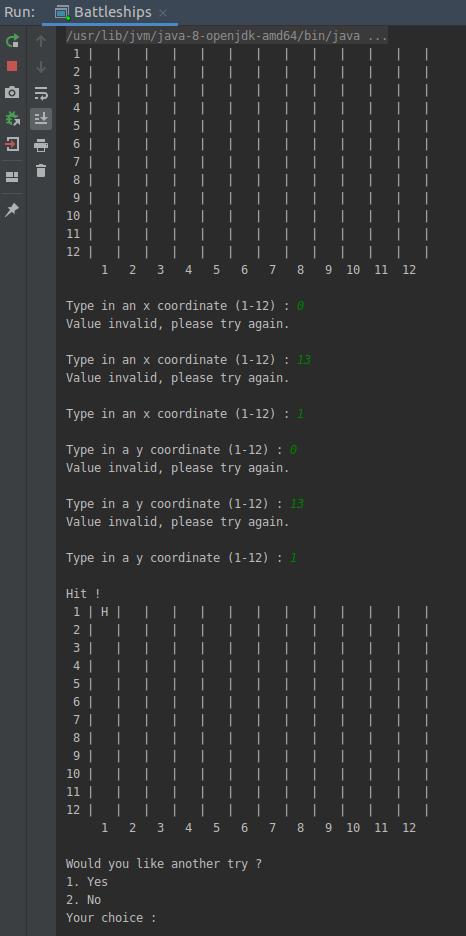 Run: Battleships ×
/usr/lib/jvm/java-8-openjdk-amd64/bin/java ...
 1 |   |   |   |   |   |   |   |   |   |   |   |   |
 2 |   |   |   |   |   |   |   |   |   |   |   |   |
 3 |   |   |   |   |   |   |   |   |   |   |   |   |
 4 |   |   |   |   |   |   |   |   |   |   |   |   |
 5 |   |   |   |   |   |   |   |   |   |   |   |   |
 6 |   |   |   |   |   |   |   |   |   |   |   |   |
 7 |   |   |   |   |   |   |   |   |   |   |   |   |
 8 |   |   |   |   |   |   |   |   |   |   |   |   |
 9 |   |   |   |   |   |   |   |   |   |   |   |   |
10 |   |   |   |   |   |   |   |   |   |   |   |   |
11 |   |   |   |   |   |   |   |   |   |   |   |   |
12 |   |   |   |   |   |   |   |   |   |   |   |   |
     1   2   3   4   5   6   7   8   9  10  11  12
Type in an x coordinate (1-12) : 0
Value invalid, please try again.
Type in an x coordinate (1-12) : 13
Value invalid, please try again.
Type in an x coordinate (1-12) : 1
Type in a y coordinate (1-12) : 0
Value invalid, please try again.
Type in a y coordinate (1-12) : 13
Value invalid, please try again.
Type in a y coordinate (1-12) : 1
Hit !
 1 | H |   |   |   |   |   |   |   |   |   |   |   |
 2 |   |   |   |   |   |   |   |   |   |   |   |   |
 3 |   |   |   |   |   |   |   |   |   |   |   |   |
 4 |   |   |   |   |   |   |   |   |   |   |   |   |
 5 |   |   |   |   |   |   |   |   |   |   |   |   |
 6 |   |   |   |   |   |   |   |   |   |   |   |   |
 7 |   |   |   |   |   |   |   |   |   |   |   |   |
 8 |   |   |   |   |   |   |   |   |   |   |   |   |
 9 |   |   |   |   |   |   |   |   |   |   |   |   |
10 |   |   |   |   |   |   |   |   |   |   |   |   |
11 |   |   |   |   |   |   |   |   |   |   |   |   |
12 |   |   |   |   |   |   |   |   |   |   |   |   |
     1   2   3   4   5   6   7   8   9  10  11  12
Would you like another try ?
1. Yes
2. No
Your choice :